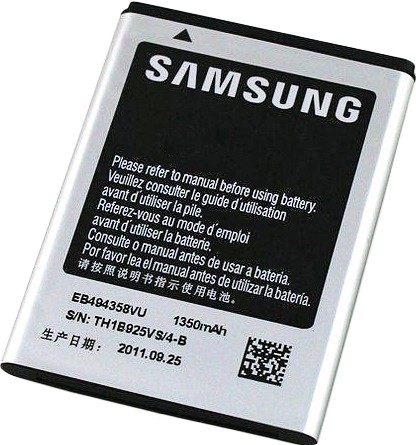 SAMSUNG
Please refer to manual before using battery.
Veuillez consulter le guide d'utilisation
avant d'utiliser la pile.
Referez-vous au mode d'emploi
avant d'utiliser la batterie.
Consulte o manual antes de usar a bateria.
Por favor lea el manual antes de utilizar la batería.
请按照说明书指示使用电池.
EB494358VU 1350mAh
S/N: TH1B925VS/4-B
生产日期: 2011.09.25